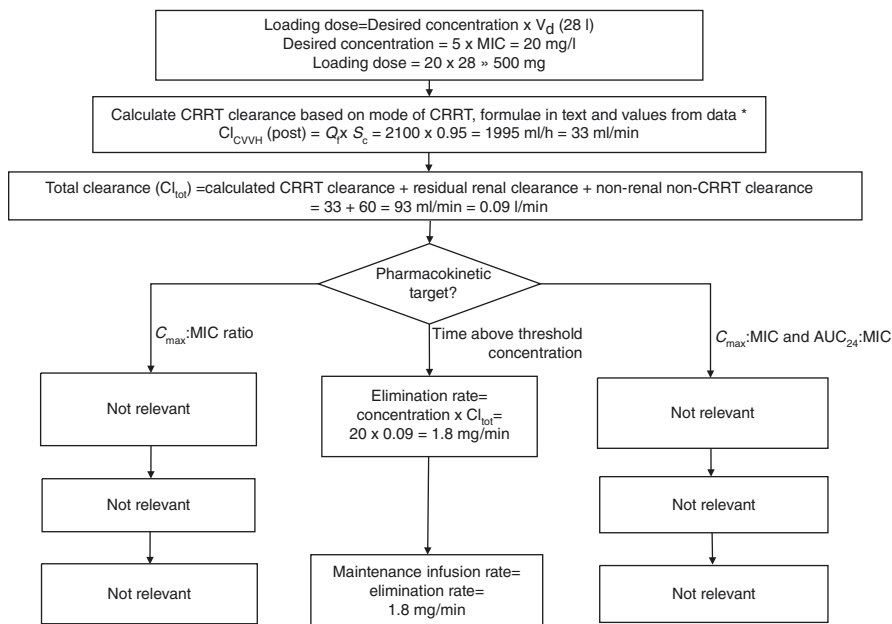 Loading dose=Desired concentration x Vd (28 l)
Desired concentration = 5 x MIC = 20 mg/l
Loading dose = 20 x 28 » 500 mg
Calculate CRRT clearance based on mode of CRRT, formulae in text and values from data *
ClCVVH (post) = Qf x Sc = 2100 x 0.95 = 1995 ml/h = 33 ml/min
Total clearance (Cltot) =calculated CRRT clearance + residual renal clearance + non-renal non-CRRT clearance
= 33 + 60 = 93 ml/min = 0.09 l/min
Pharmacokinetic
target?
Cmax:MIC ratio
Time above threshold
concentration
Cmax:MIC and AUC24:MIC
Not relevant
Elimination rate=
concentration x Cltot=
20 x 0.09 = 1.8 mg/min
Not relevant
Not relevant
Not relevant
Not relevant
Maintenance infusion rate=
elimination rate=
1.8 mg/min
Not relevant